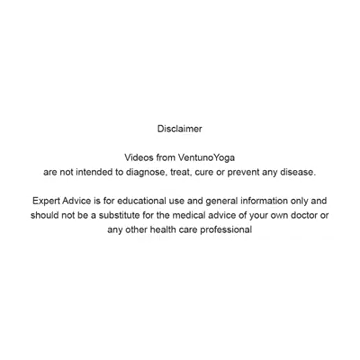 Disclaimer
Videos from VentunoYoga
are not intended to diagnose, treat, cure or prevent any disease.
Expert Advice is for educational use and general information only and
should not be a substitute for the medical advice of your own doctor or
any other health care professional